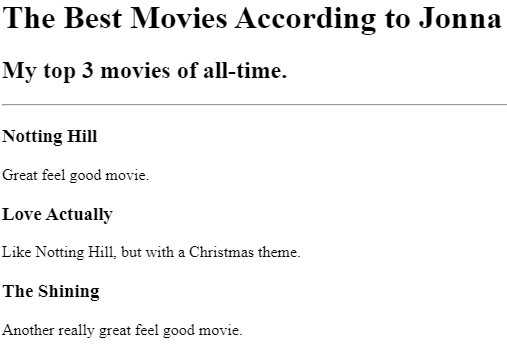 The Best Movies According to Jonna
My top 3 movies of all-time.
Notting Hill
Great feel good movie.
Love Actually
Like Notting Hill, but with a Christmas theme.
The Shining
Another really great feel good movie.